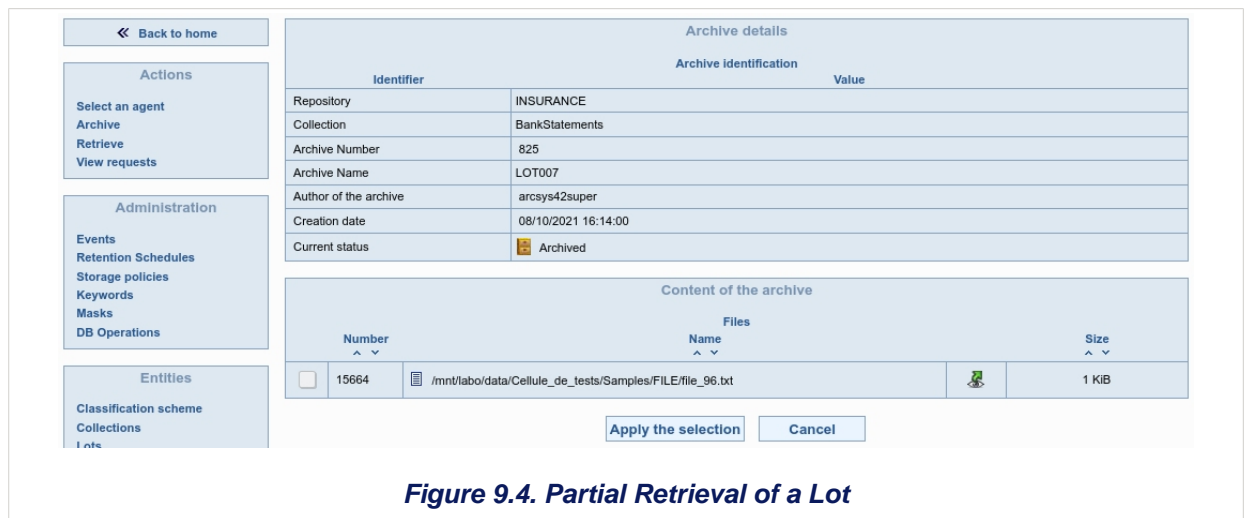 Back to home
Actions
Select an agent
Archive
Retrieve
View requests
Administration
Events
Retention Schedules
Storage policies
Keywords
Masks
DB Operations
Entities
Classification scheme
Collections
Lots
Archive details
Archive identification
Identifier Value
Repository INSURANCE
Collection BankStatements
Archive Number 825
Archive Name LOT007
Author of the archive arcsys42super
Creation date 08/10/2021 16:14:00
Current status Archived
Content of the archive
Files
Number Name Size
15664 /mnt/labo/data/Cellule_de_tests/Samples/FILE/file_96.txt 1 KiB
Apply the selection Cancel
Figure 9.4. Partial Retrieval of a Lot